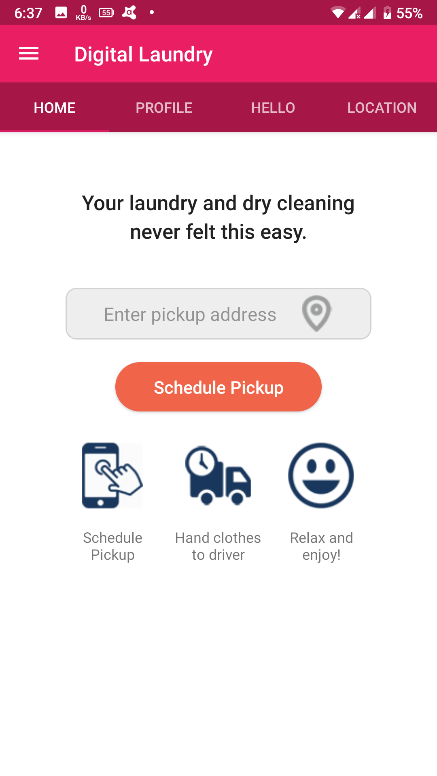 6:37 0 KB/s 55 55%
Digital Laundry
HOME PROFILE HELLO LOCATION
Your laundry and dry cleaning
never felt this easy.
Enter pickup address
Schedule Pickup
Schedule
Pickup
Hand clothes
to driver
Relax and
enjoy!